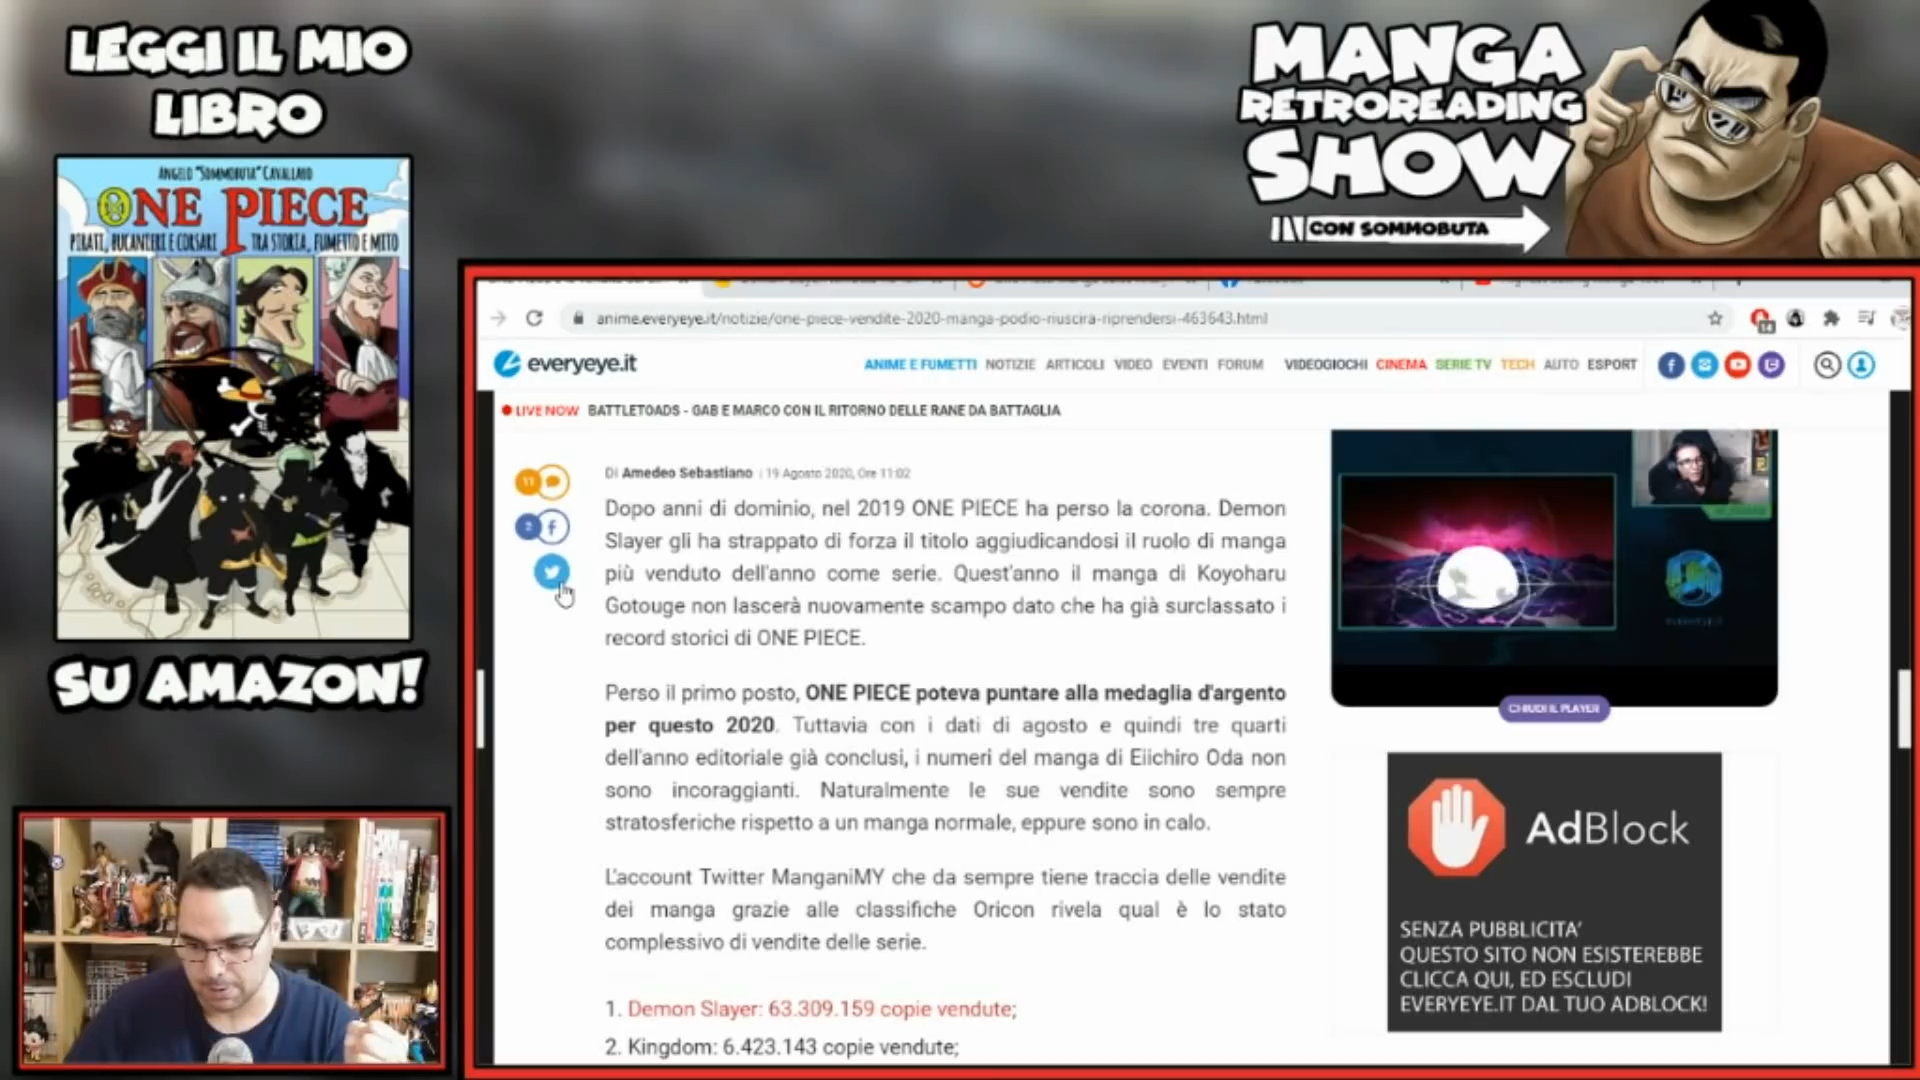 LEGGI IL MIO
LIBRO
ANGELO "SOMMOBUTA" CAVALLARO
ONE PIECE
PIRATI, BUCANIERI E CORSARI TRA STORIA, FUMETTO E MITO
SU AMAZON!
MANGA
RETROREADING
SHOW
CON SOMMOBUTA
anime.everyeye.it/notizie/one-piece-vendite-2020-manga-podio-riuscira-riprendersi-463643.html
14
everyeye.it
ANIME E FUMETTI NOTIZIE ARTICOLI VIDEO EVENTI FORUM VIDEOGIOCHI CINEMA SERIE TV TECH AUTO ESPORT
LIVE NOW BATTLETOADS - GAB E MARCO CON IL RITORNO DELLE RANE DA BATTAGLIA
11
2
Di Amedeo Sebastiano | 19 Agosto 2020, Ore 11:02
Dopo anni di dominio, nel 2019 ONE PIECE ha perso la corona. Demon
Slayer gli ha strappato di forza il titolo aggiudicandosi il ruolo di manga
più venduto dell'anno come serie. Quest'anno il manga di Koyoharu
Gotouge non lascerà nuovamente scampo dato che ha già surclassato i
record storici di ONE PIECE.
Perso il primo posto, ONE PIECE poteva puntare alla medaglia d'argento
per questo 2020. Tuttavia con i dati di agosto e quindi tre quarti
dell'anno editoriale già conclusi, i numeri del manga di Eiichiro Oda non
sono incoraggianti. Naturalmente le sue vendite sono sempre
stratosferiche rispetto a un manga normale, eppure sono in calo.
L'account Twitter ManganiMY che da sempre tiene traccia delle vendite
dei manga grazie alle classifiche Oricon rivela qual è lo stato
complessivo di vendite delle serie.
1. Demon Slayer: 63.309.159 copie vendute;
2. Kingdom: 6.423.143 copie vendute;
CHIUDI IL PLAYER
AdBlock
SENZA PUBBLICITA'
QUESTO SITO NON ESISTEREBBE
CLICCA QUI, ED ESCLUDI
EVERYEYE.IT DAL TUO ADBLOCK!